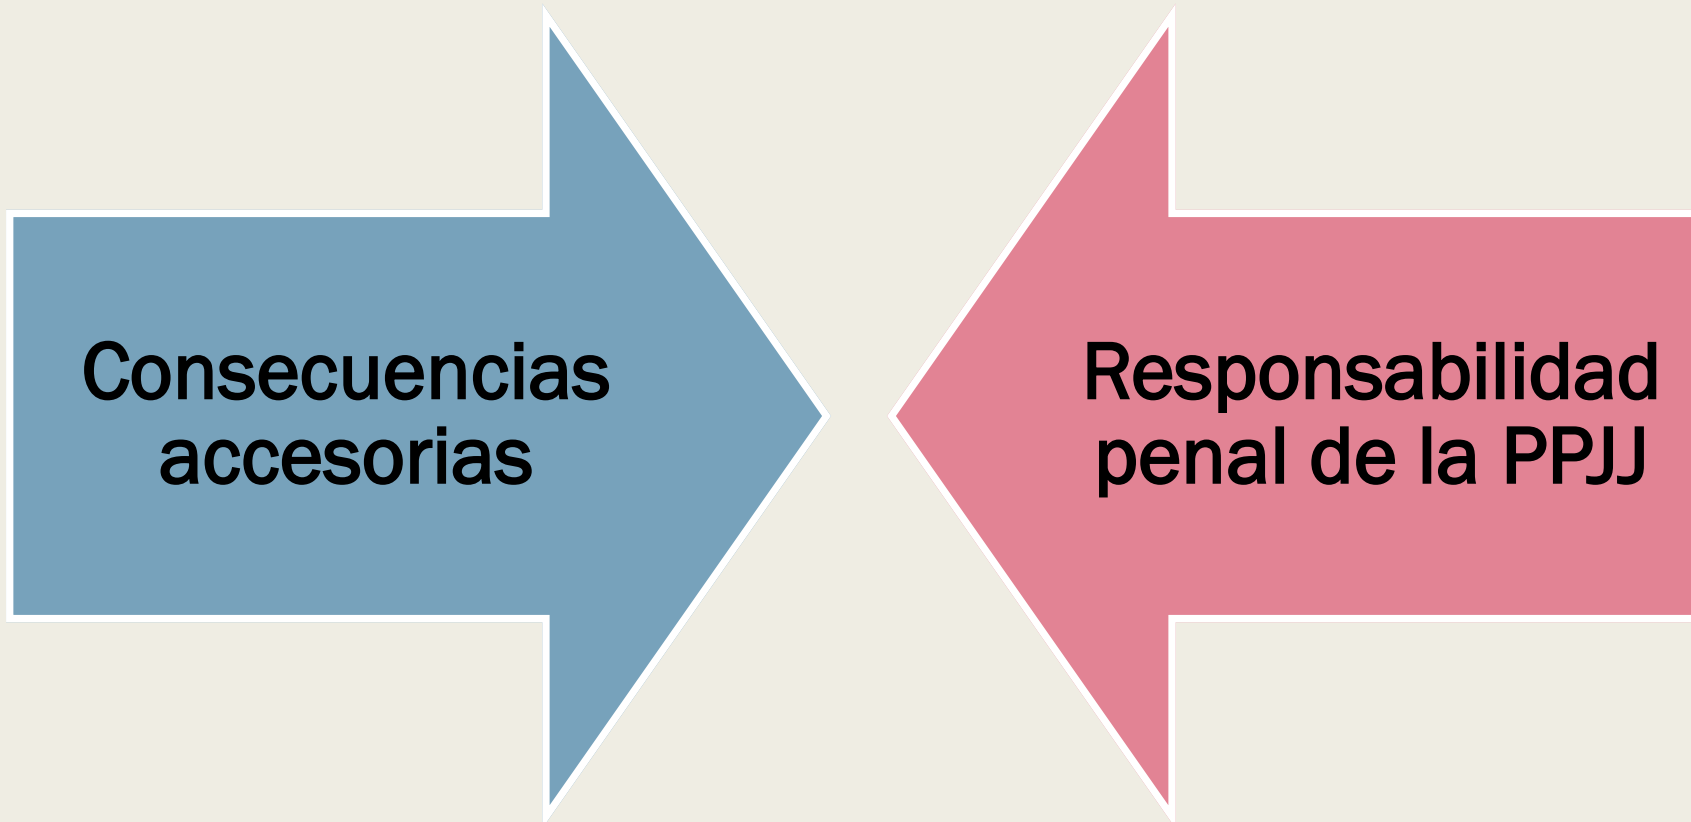 Consecuencias
accesorias
Responsabilidad
penal de la PPJJ